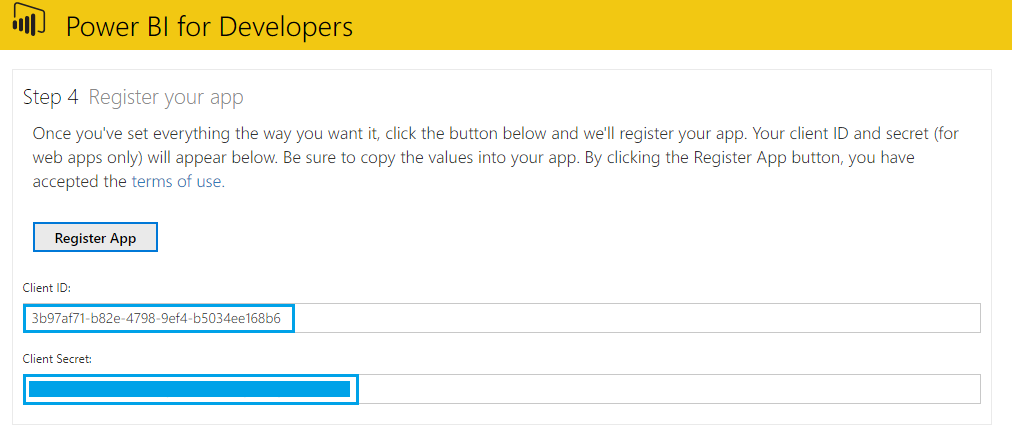 Power BI for Developers
Step 4 Register your app
Once you've set everything the way you want it, click the button below and we'll register your app. Your client ID and secret (for
web apps only) will appear below. Be sure to copy the values into your app. By clicking the Register App button, you have
accepted the terms of use.
Register App
Client ID:
3b97af71-b82e-4798-9ef4-b5034ee168b6
Client Secret: